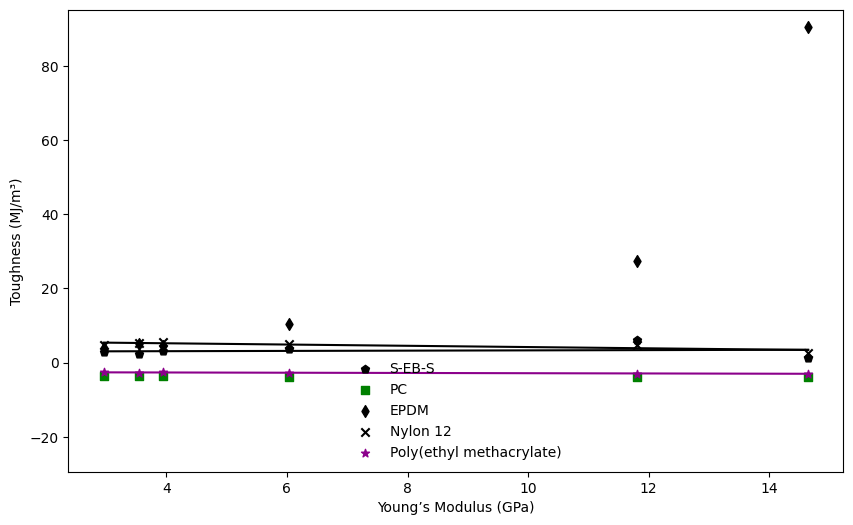 80
60
40
20
0
−20
4
6
8
10
12
14
Toughness (MJ/m³)
Young’s Modulus (GPa)
S-EB-S
PC
EPDM
Nylon 12
Poly(ethyl methacrylate)